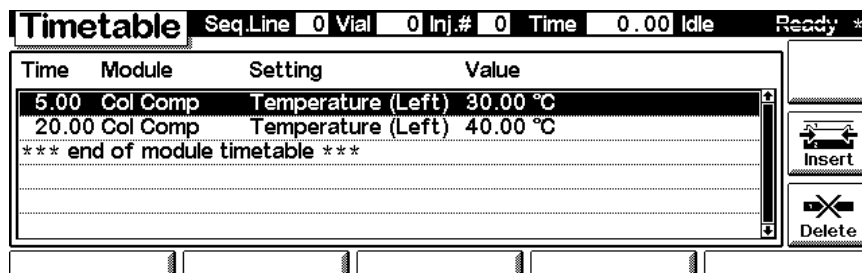 Timetable Seq.Line 0 Vial 0 Inj.# 0 Time 0.00 Idle Ready *
Time Module Setting Value
5.00 Col Comp Temperature (Left) 30.00 ºC
20.00 Col Comp Temperature (Left) 40.00 ºC
*** end of module timetable ***
Insert
Delete